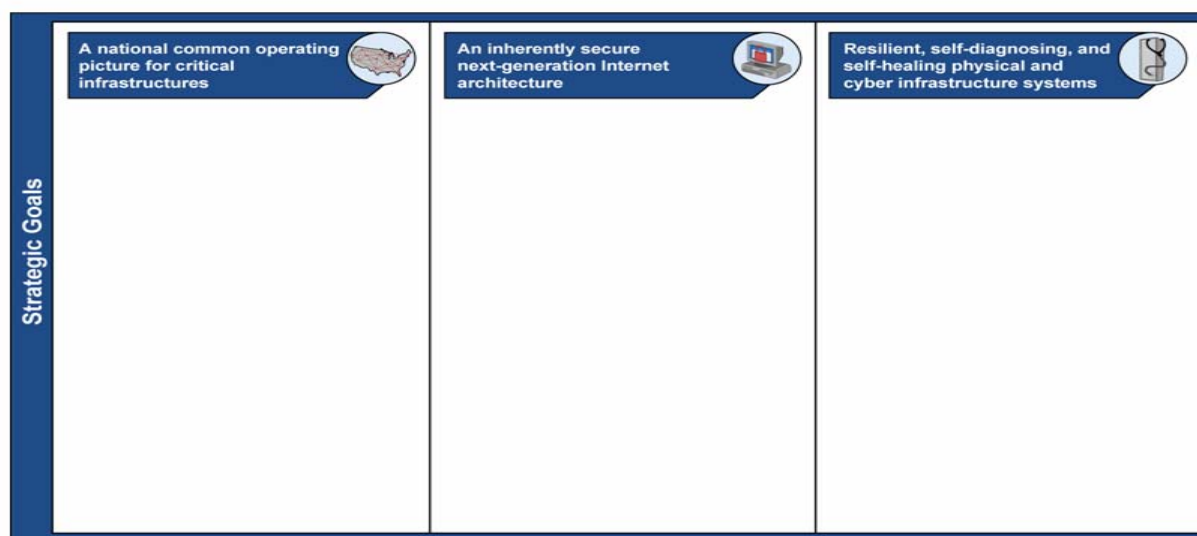 Strategic Goals
A national common operating
picture for critical
infrastructures
An inherently secure
next-generation Internet
architecture
Resilient, self-diagnosing, and
self-healing physical and
cyber infrastructure systems